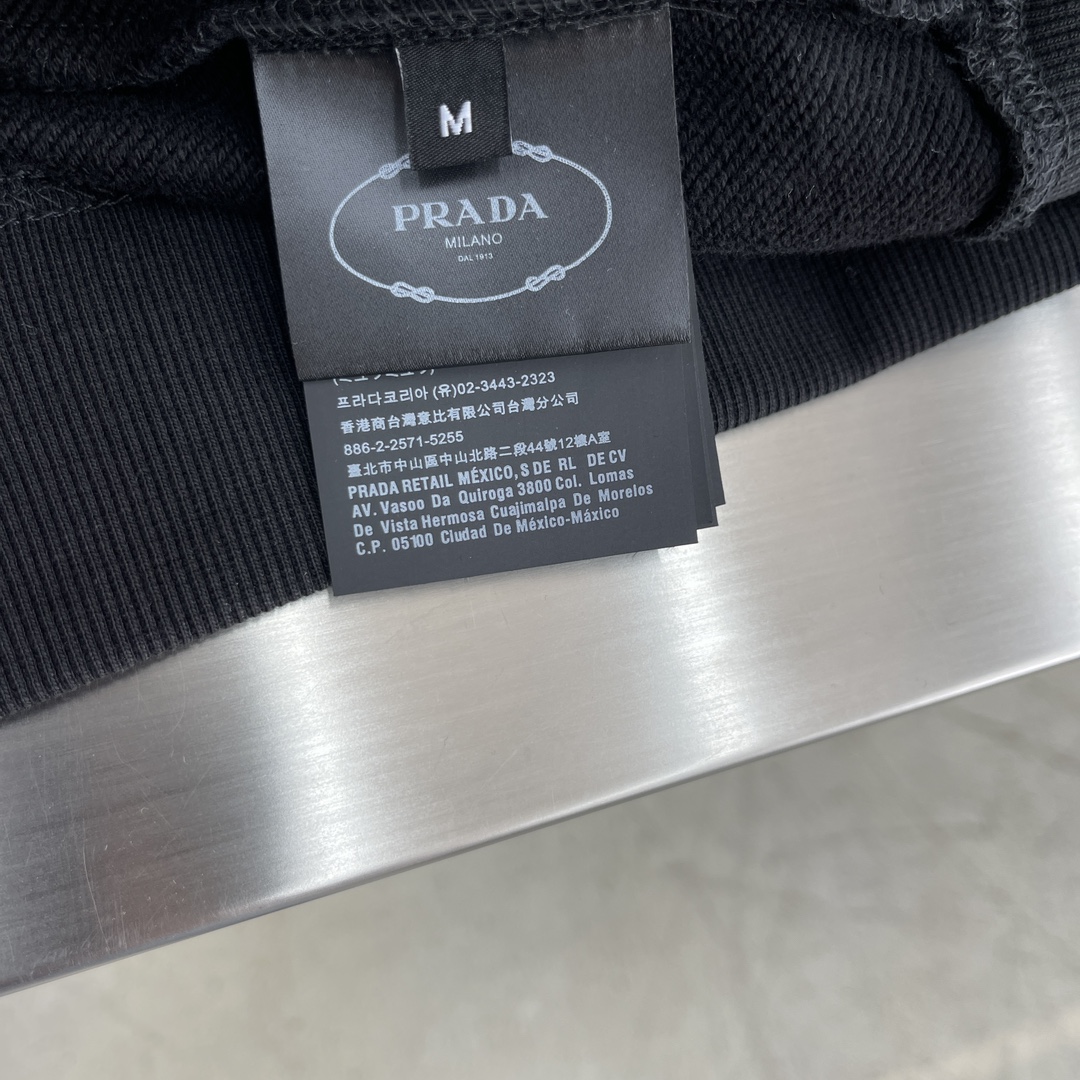 M
PRADA
MILANO
DAL 1913
프라다코리아 (유)02-3443-2323
香港商台灣意比有限公司台灣分公司
886-2-2571-5255
臺北市中山區中山北路二段44號12樓A室
PRADA RETAIL MÉXICO, S DE RL DE CV
AV. Vasoo Da Quiroga 3800 Col. Lomas
De Vista Hermosa Cuajimalpa De Morelos
C.P. 05100 Cludad De México-Máxico